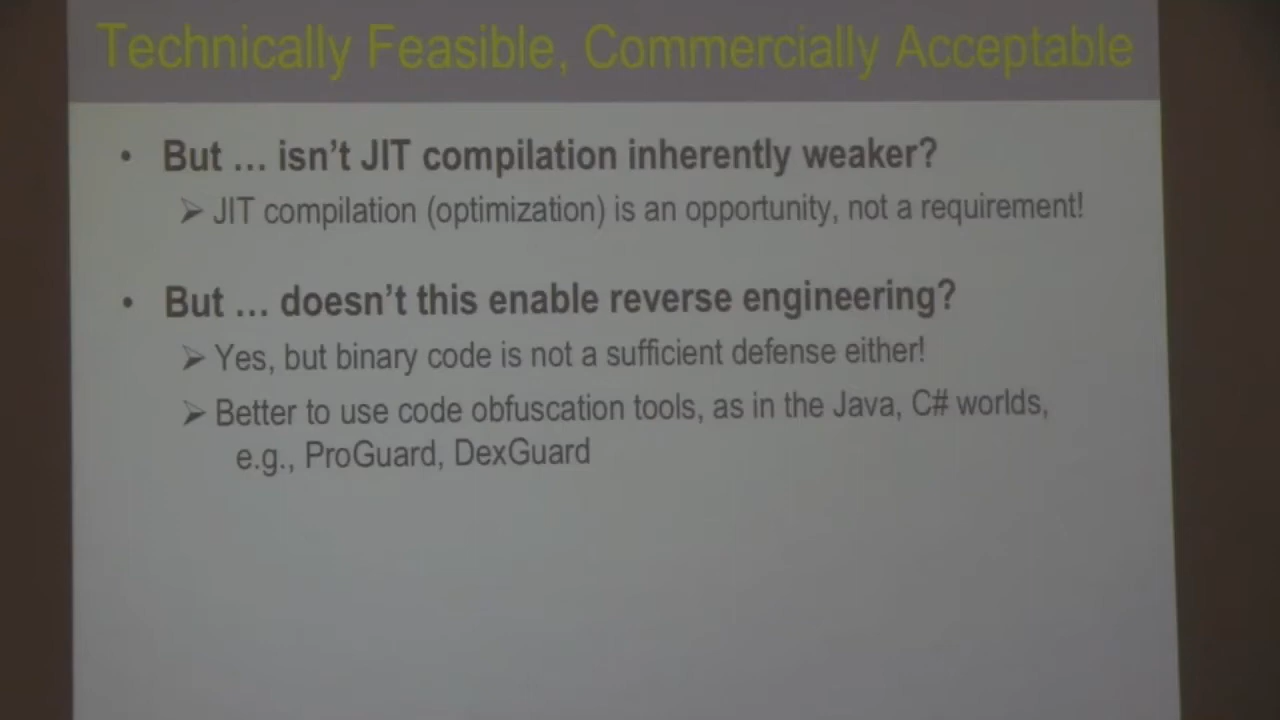 Technically Feasible, Commercially Acceptable
• But ... isn't JIT compilation inherently weaker?
➢ JIT compilation (optimization) is an opportunity, not a requirement!
• But ... doesn't this enable reverse engineering?
➢ Yes, but binary code is not a sufficient defense either!
➢ Better to use code obfuscation tools, as in the Java, C# worlds,
e.g., ProGuard, DexGuard